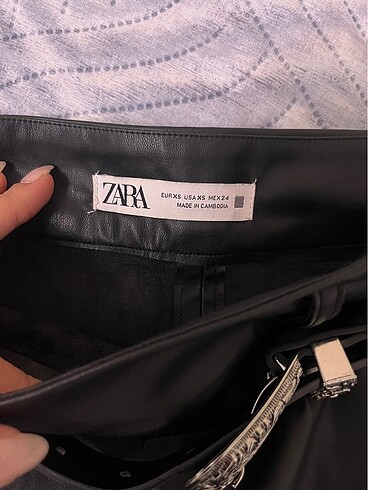 ZARA
EUR XS USA XS MEX 24
MADE IN CAMBODIA